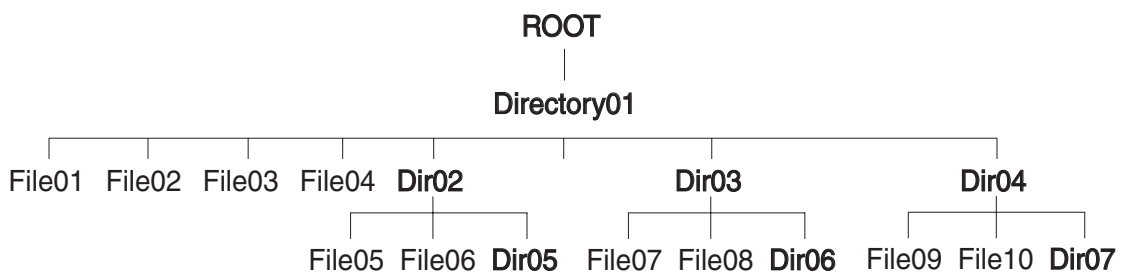 ROOT
Directory01
File01 File02 File03 File04 Dir02 Dir03 Dir04
File05 File06 Dir05 File07 File08 Dir06 File09 File10 Dir07